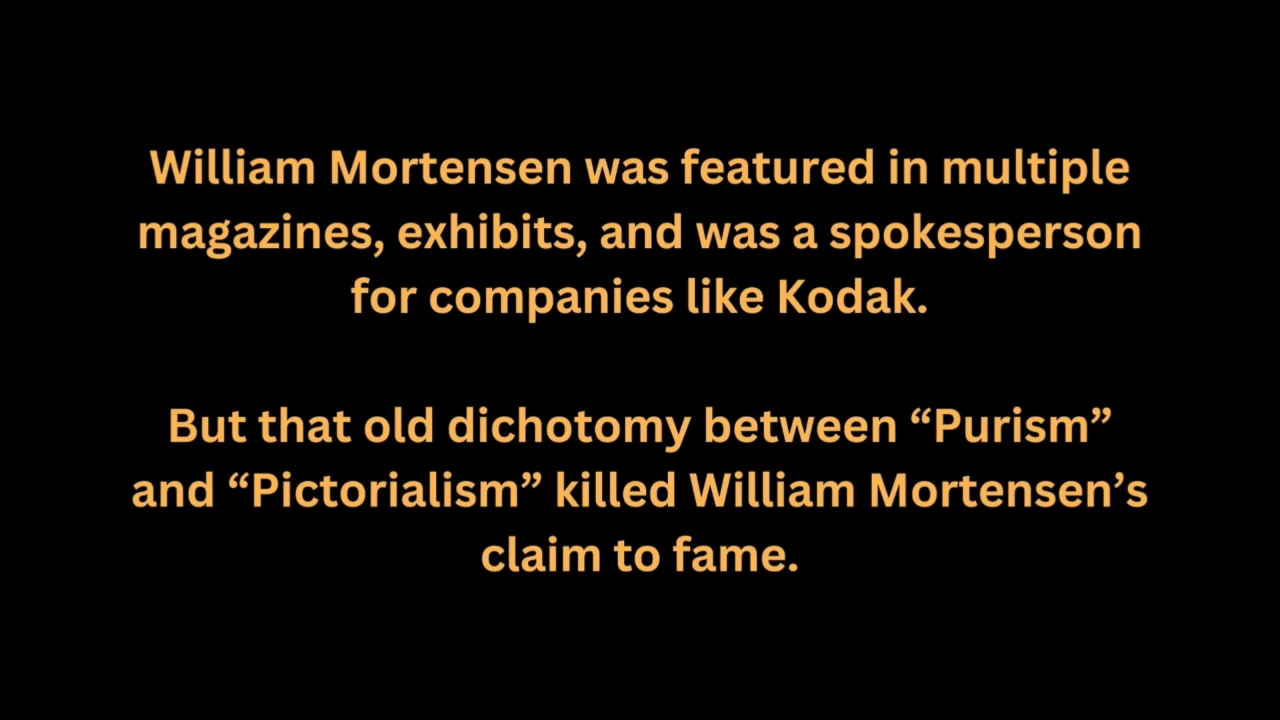 William Mortensen was featured in multiple
magazines, exhibits, and was a spokesperson
for companies like Kodak.
But that old dichotomy between “Purism”
and “Pictorialism” killed William Mortensen’s
claim to fame.